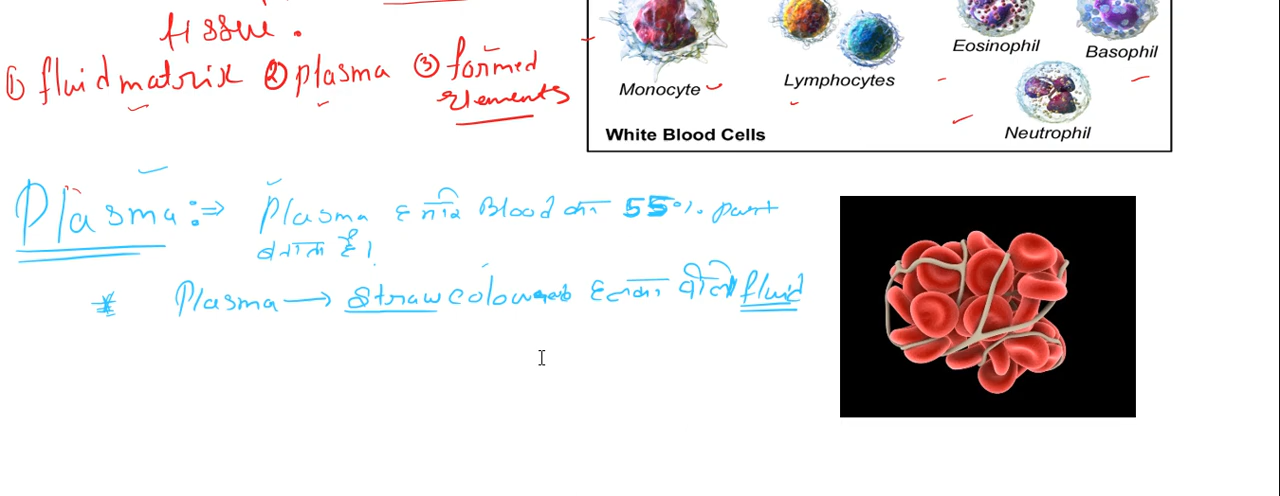 tissue.
① fluid matrix ② plasma ③ formed
elements
Monocyte
Lymphocytes
Eosinophil
Basophil
Neutrophil
White Blood Cells
Plasma :⇒ Plasma हमारे Blood का 55% part
बनाता है।
* Plasma → Straw colour हल्का पीला fluid